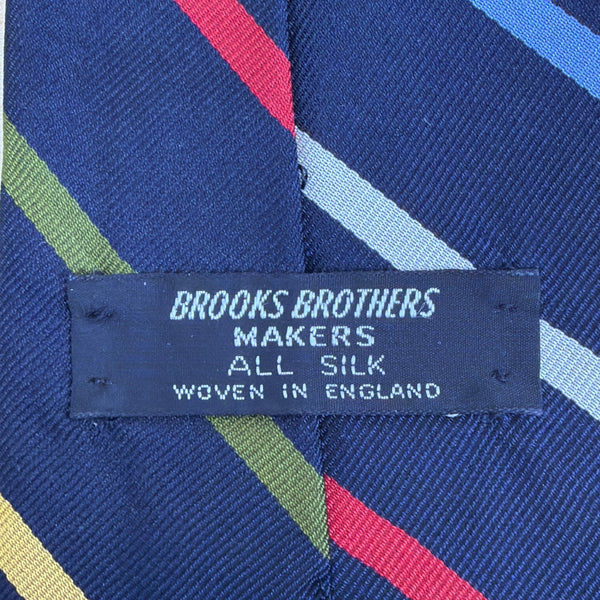 BROOKS BROTHERS
MAKERS
ALL SILK
WOVEN IN ENGLAND